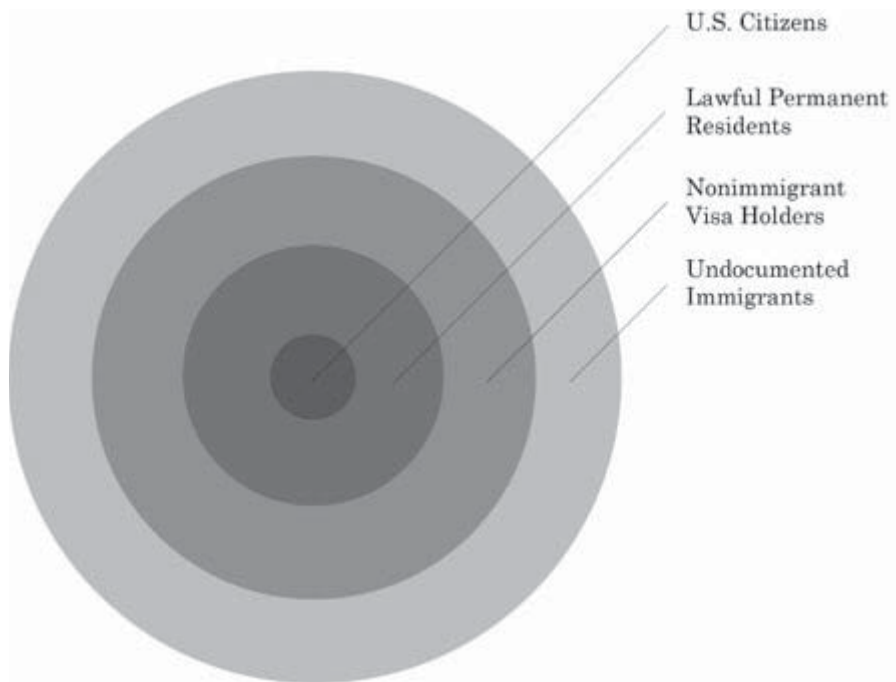 U.S. Citizens
Lawful Permanent
Residents
Nonimmigrant
Visa Holders
Undocumented
Immigrants